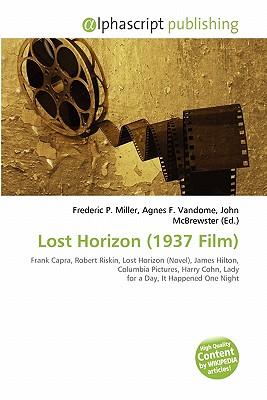 alphascript publishing
Frederic P. Miller, Agnes F. Vandome, John
McBrewster (Ed.)
Lost Horizon (1937 Film)
Frank Capra, Robert Riskin, Lost Horizon (Novel), James Hilton,
Columbia Pictures, Harry Cohn, Lady
for a Day, It Happened One Night
High Quality
Content
by WIKIPEDIA
articles!